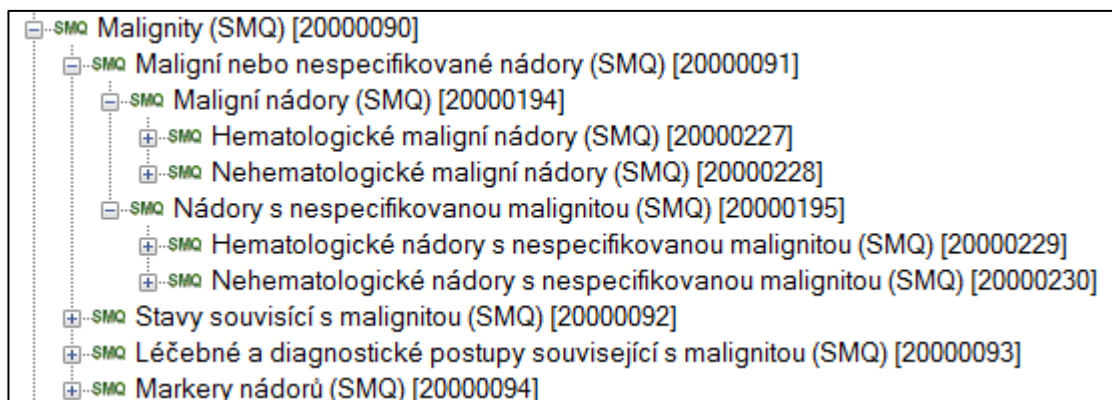 SMQ Malignity (SMQ) [20000090]
SMQ Maligní nebo nespecifikované nádory (SMQ) [20000091]
SMQ Maligní nádory (SMQ) [20000194]
SMQ Hematologické maligní nádory (SMQ) [20000227]
SMQ Nehematologické maligní nádory (SMQ) [20000228]
SMQ Nádory s nespecifikovanou malignitou (SMQ) [20000195]
SMQ Hematologické nádory s nespecifikovanou malignitou (SMQ) [20000229]
SMQ Nehematologické nádory s nespecifikovanou malignitou (SMQ) [20000230]
SMQ Stavy souvisící s malignitou (SMQ) [20000092]
SMQ Léčebné a diagnostické postupy související s malignitou (SMQ) [20000093]
SMQ Markery nádorů (SMQ) [20000094]